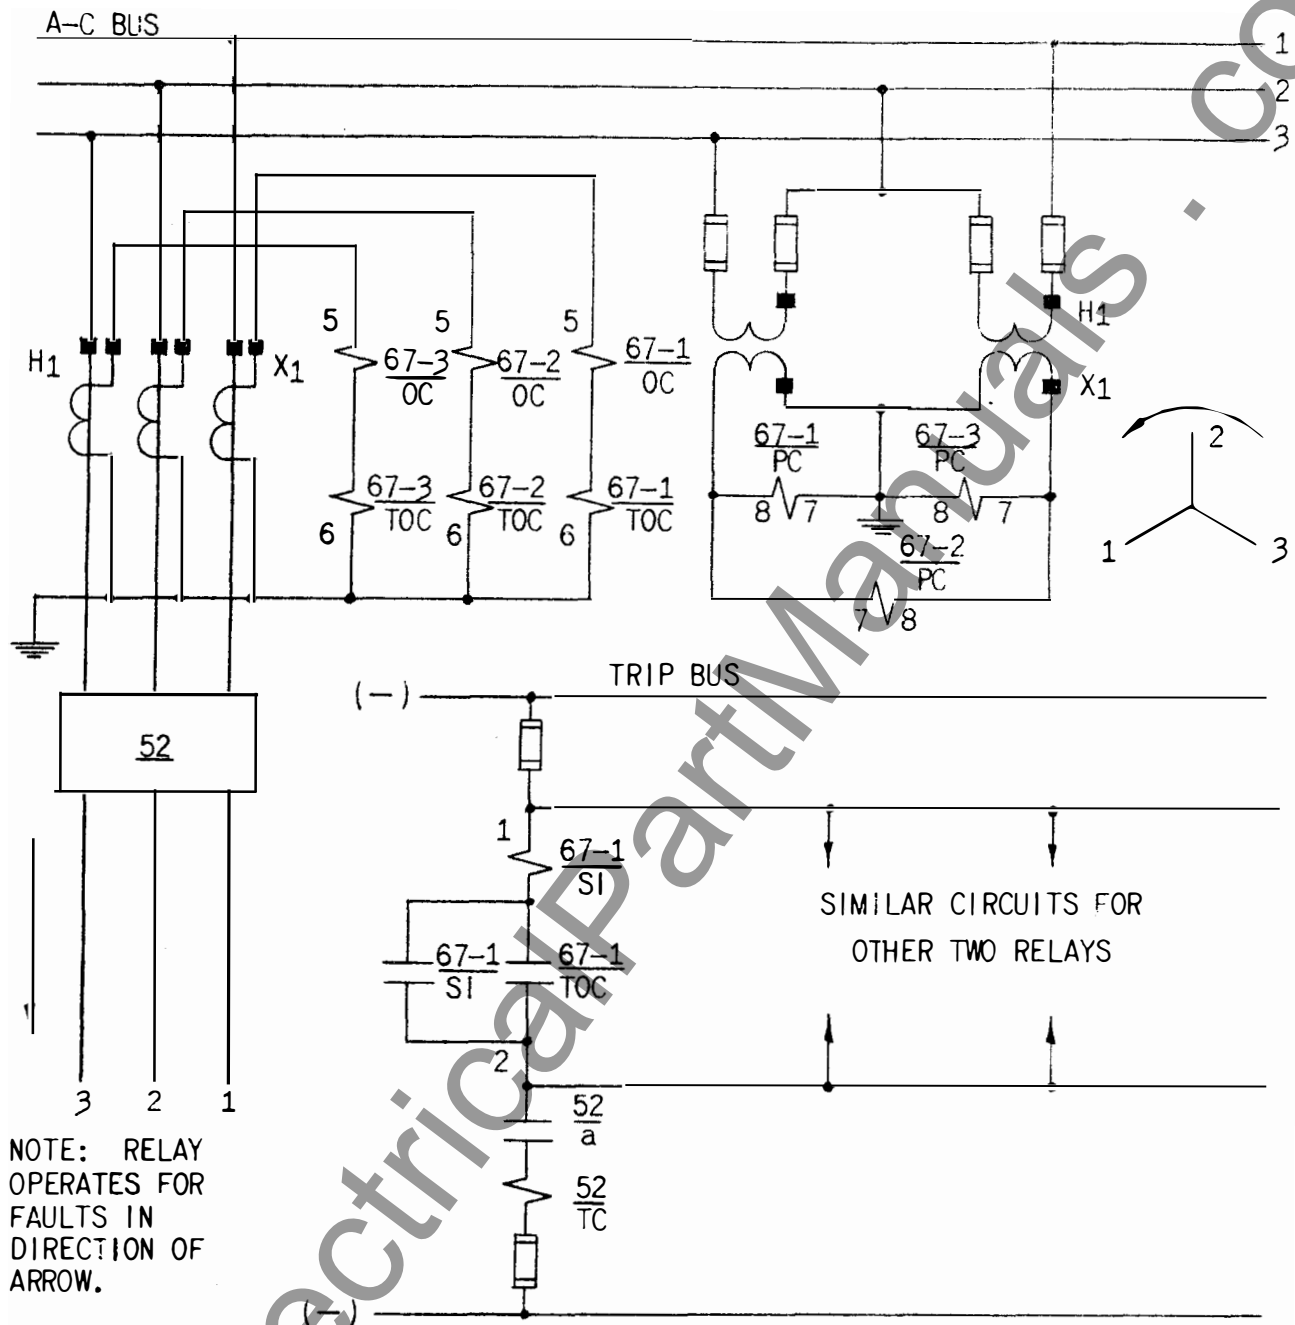 A-C BUS
1
2
3
H1
X1
5
67-3
OC
5
67-2
OC
5
67-1
OC
67-3
TOC
6
67-2
TOC
6
67-1
TOC
6
H1
X1
67-1
PC
8 7
67-3
PC
8 7
67-2
PC
7 8
2
1
3
52
3 2 1
NOTE: RELAY
OPERATES FOR
FAULTS IN
DIRECTION OF
ARROW.
TRIP BUS
(-)
1
67-1
SI
67-1
SI
67-1
TOC
2
52
a
52
TC
(-)
SIMILAR CIRCUITS FOR
OTHER TWO RELAYS
ectricalPartManuals . co